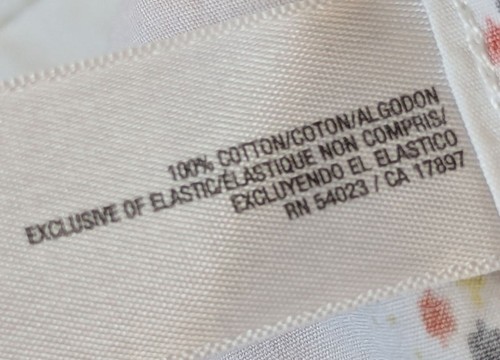 100% COTTON/COTON/ALGODON
EXCLUSIVE OF ELASTIC/ÉLASTIQUE NON COMPRIS/
EXCLUYENDO EL ELASTICO
RN 54023 / CA 17897